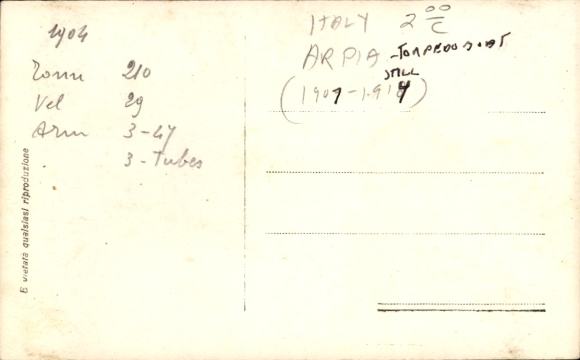 1904
Tonn 210
Vel 29
Arm 3-47
3-Tubes
È vietata qualsiasi riproduzione
ITALY 2 00/C
ARPIA - TORPEDO BOAT
STILL
(1907-1914)